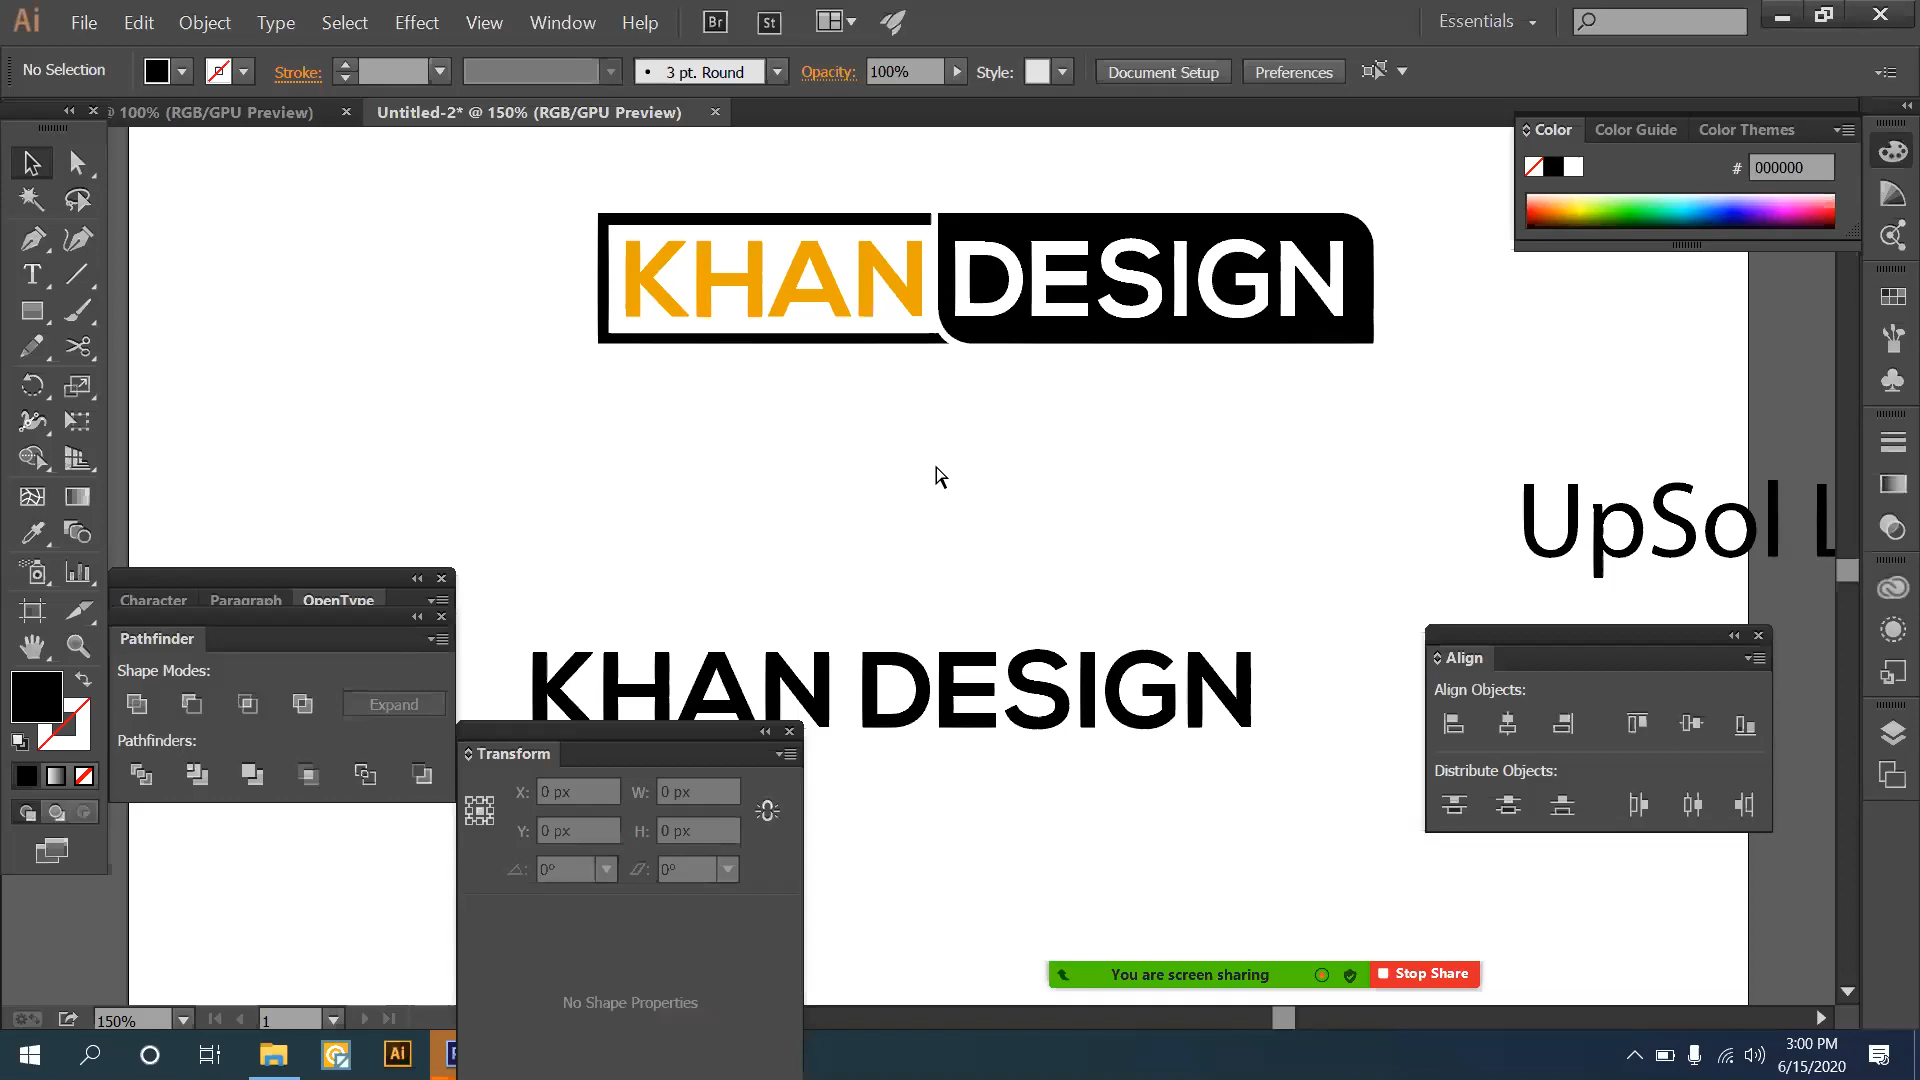 Ai File Edit Object Type Select Effect View Window Help Br St Essentials
No Selection Stroke: 3 pt. Round Opacity: 100% Style: Document Setup Preferences
@ 100% (RGB/GPU Preview) Untitled-2* @ 150% (RGB/GPU Preview)
Color Color Guide Color Themes
# 000000
KHAN DESIGN
UpSol L
Character Paragraph OpenType
Pathfinder
Shape Modes:
Expand
Pathfinders:
KHAN DESIGN
Align
Align Objects:
Distribute Objects:
Transform
X: 0 px W: 0 px
Y: 0 px H: 0 px
0° 0°
No Shape Properties
You are screen sharing Stop Share
150% 1
Ai
3:00 PM
6/15/2020